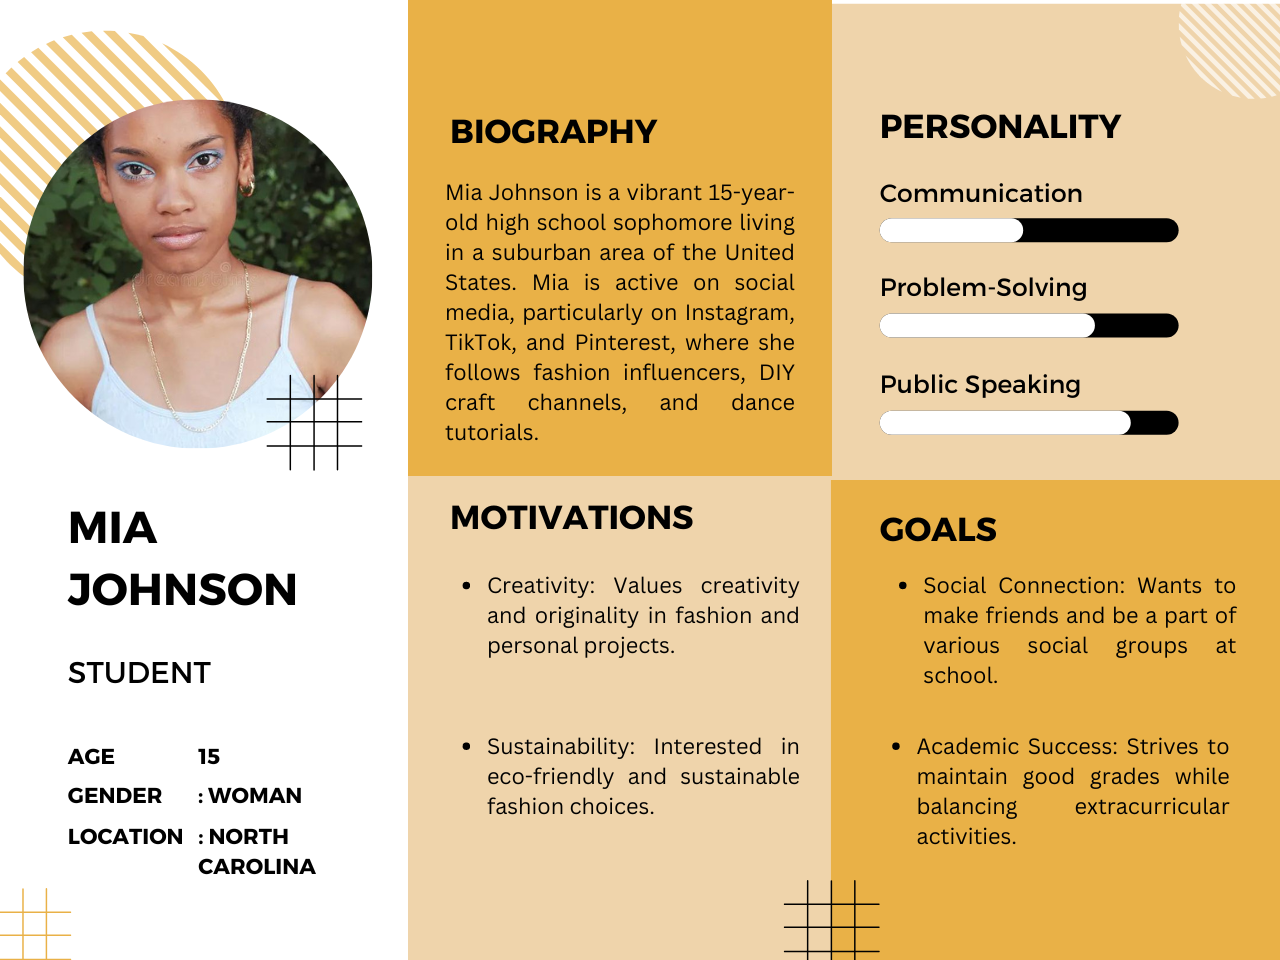 MIA
JOHNSON
STUDENT
AGE 15
GENDER : WOMAN
LOCATION : NORTH
CAROLINA
BIOGRAPHY
Mia Johnson is a vibrant 15-year-
old high school sophomore living
in a suburban area of the United
States. Mia is active on social
media, particularly on Instagram,
TikTok, and Pinterest, where she
follows fashion influencers, DIY
craft channels, and dance
tutorials.
PERSONALITY
Communication
Problem-Solving
Public Speaking
MOTIVATIONS
• Creativity: Values creativity
and originality in fashion and
personal projects.
• Sustainability: Interested in
eco-friendly and sustainable
fashion choices.
GOALS
• Social Connection: Wants to
make friends and be a part of
various social groups at
school.
• Academic Success: Strives to
maintain good grades while
balancing extracurricular
activities.